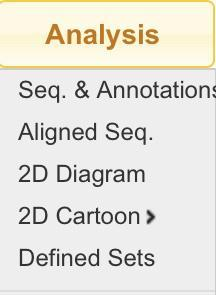 Analysis
Seq. & Annotations
Aligned Seq.
2D Diagram
2D Cartoon >
Defined Sets